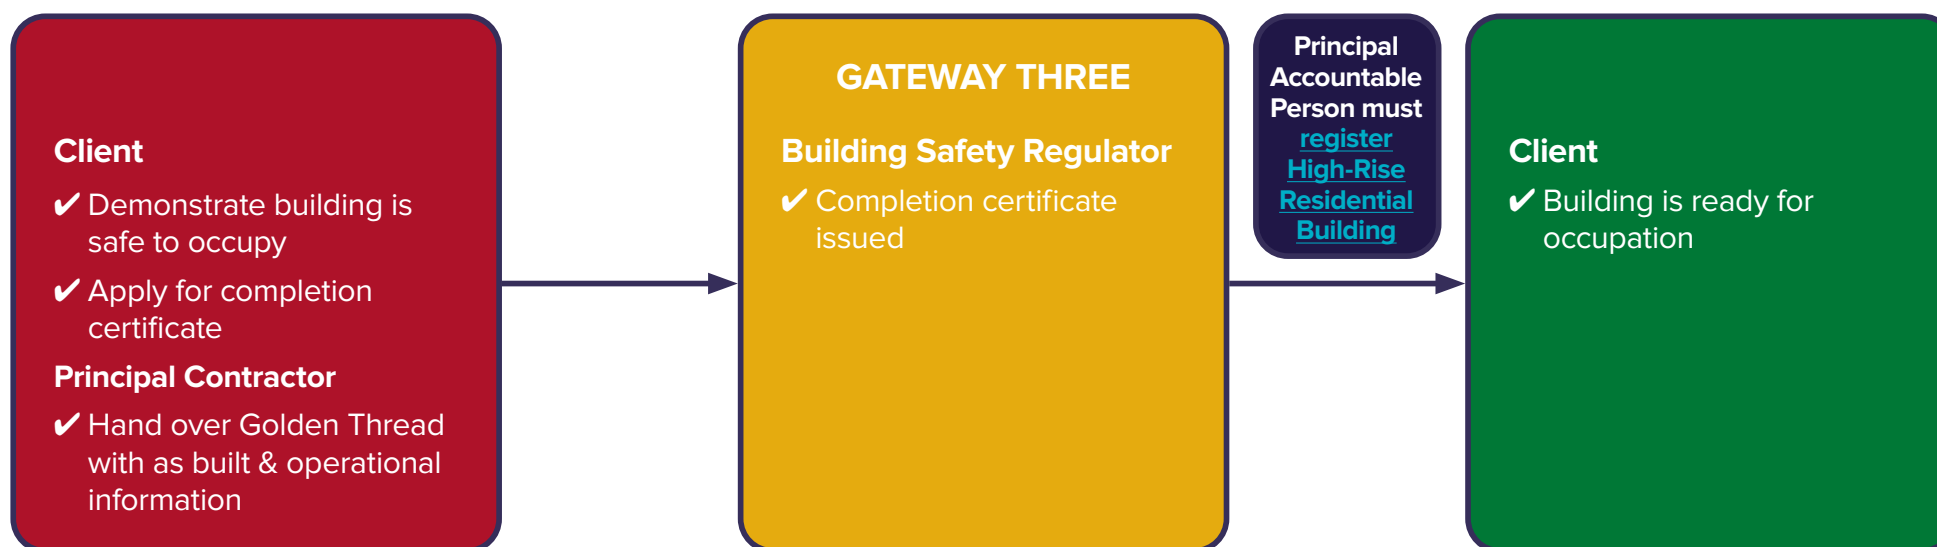 Client
✔ Demonstrate building is
safe to occupy
✔ Apply for completion
certificate
Principal Contractor
✔ Hand over Golden Thread
with as built & operational
information
GATEWAY THREE
Building Safety Regulator
✔ Completion certificate
issued
Principal
Accountable
Person must
register
High-Rise
Residential
Building
Client
✔ Building is ready for
occupation